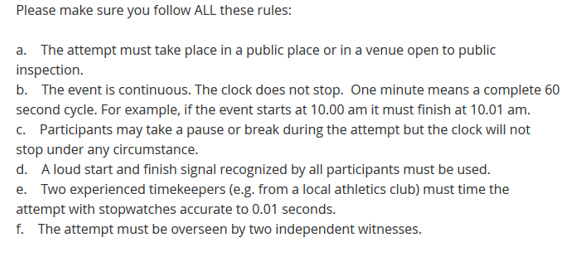 Please make sure you follow ALL these rules:
a. The attempt must take place in a public place or in a venue open to public
inspection.
b. The event is continuous. The clock does not stop. One minute means a complete 60
second cycle. For example, if the event starts at 10.00 am it must finish at 10.01 am.
c. Participants may take a pause or break during the attempt but the clock will not
stop under any circumstance.
d. A loud start and finish signal recognized by all participants must be used.
e. Two experienced timekeepers (e.g. from a local athletics club) must time the
attempt with stopwatches accurate to 0.01 seconds.
f. The attempt must be overseen by two independent witnesses.